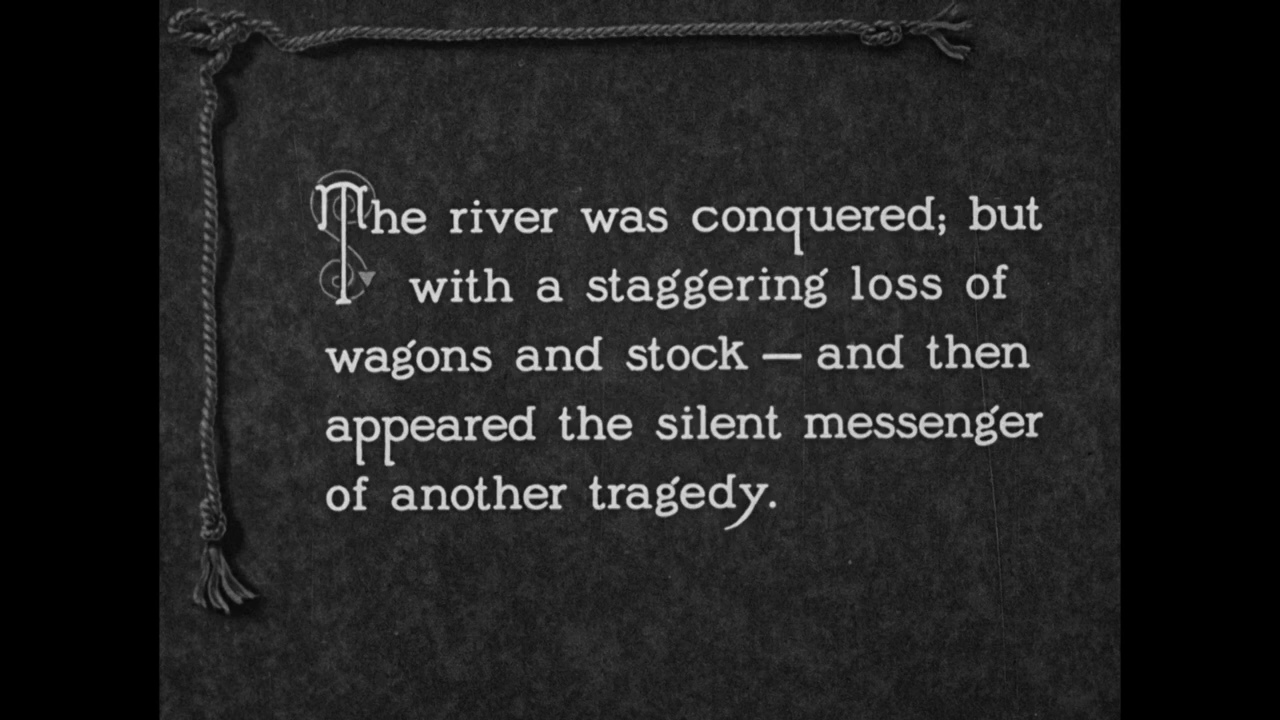 The river was conquered; but
with a staggering loss of
wagons and stock — and then
appeared the silent messenger
of another tragedy.